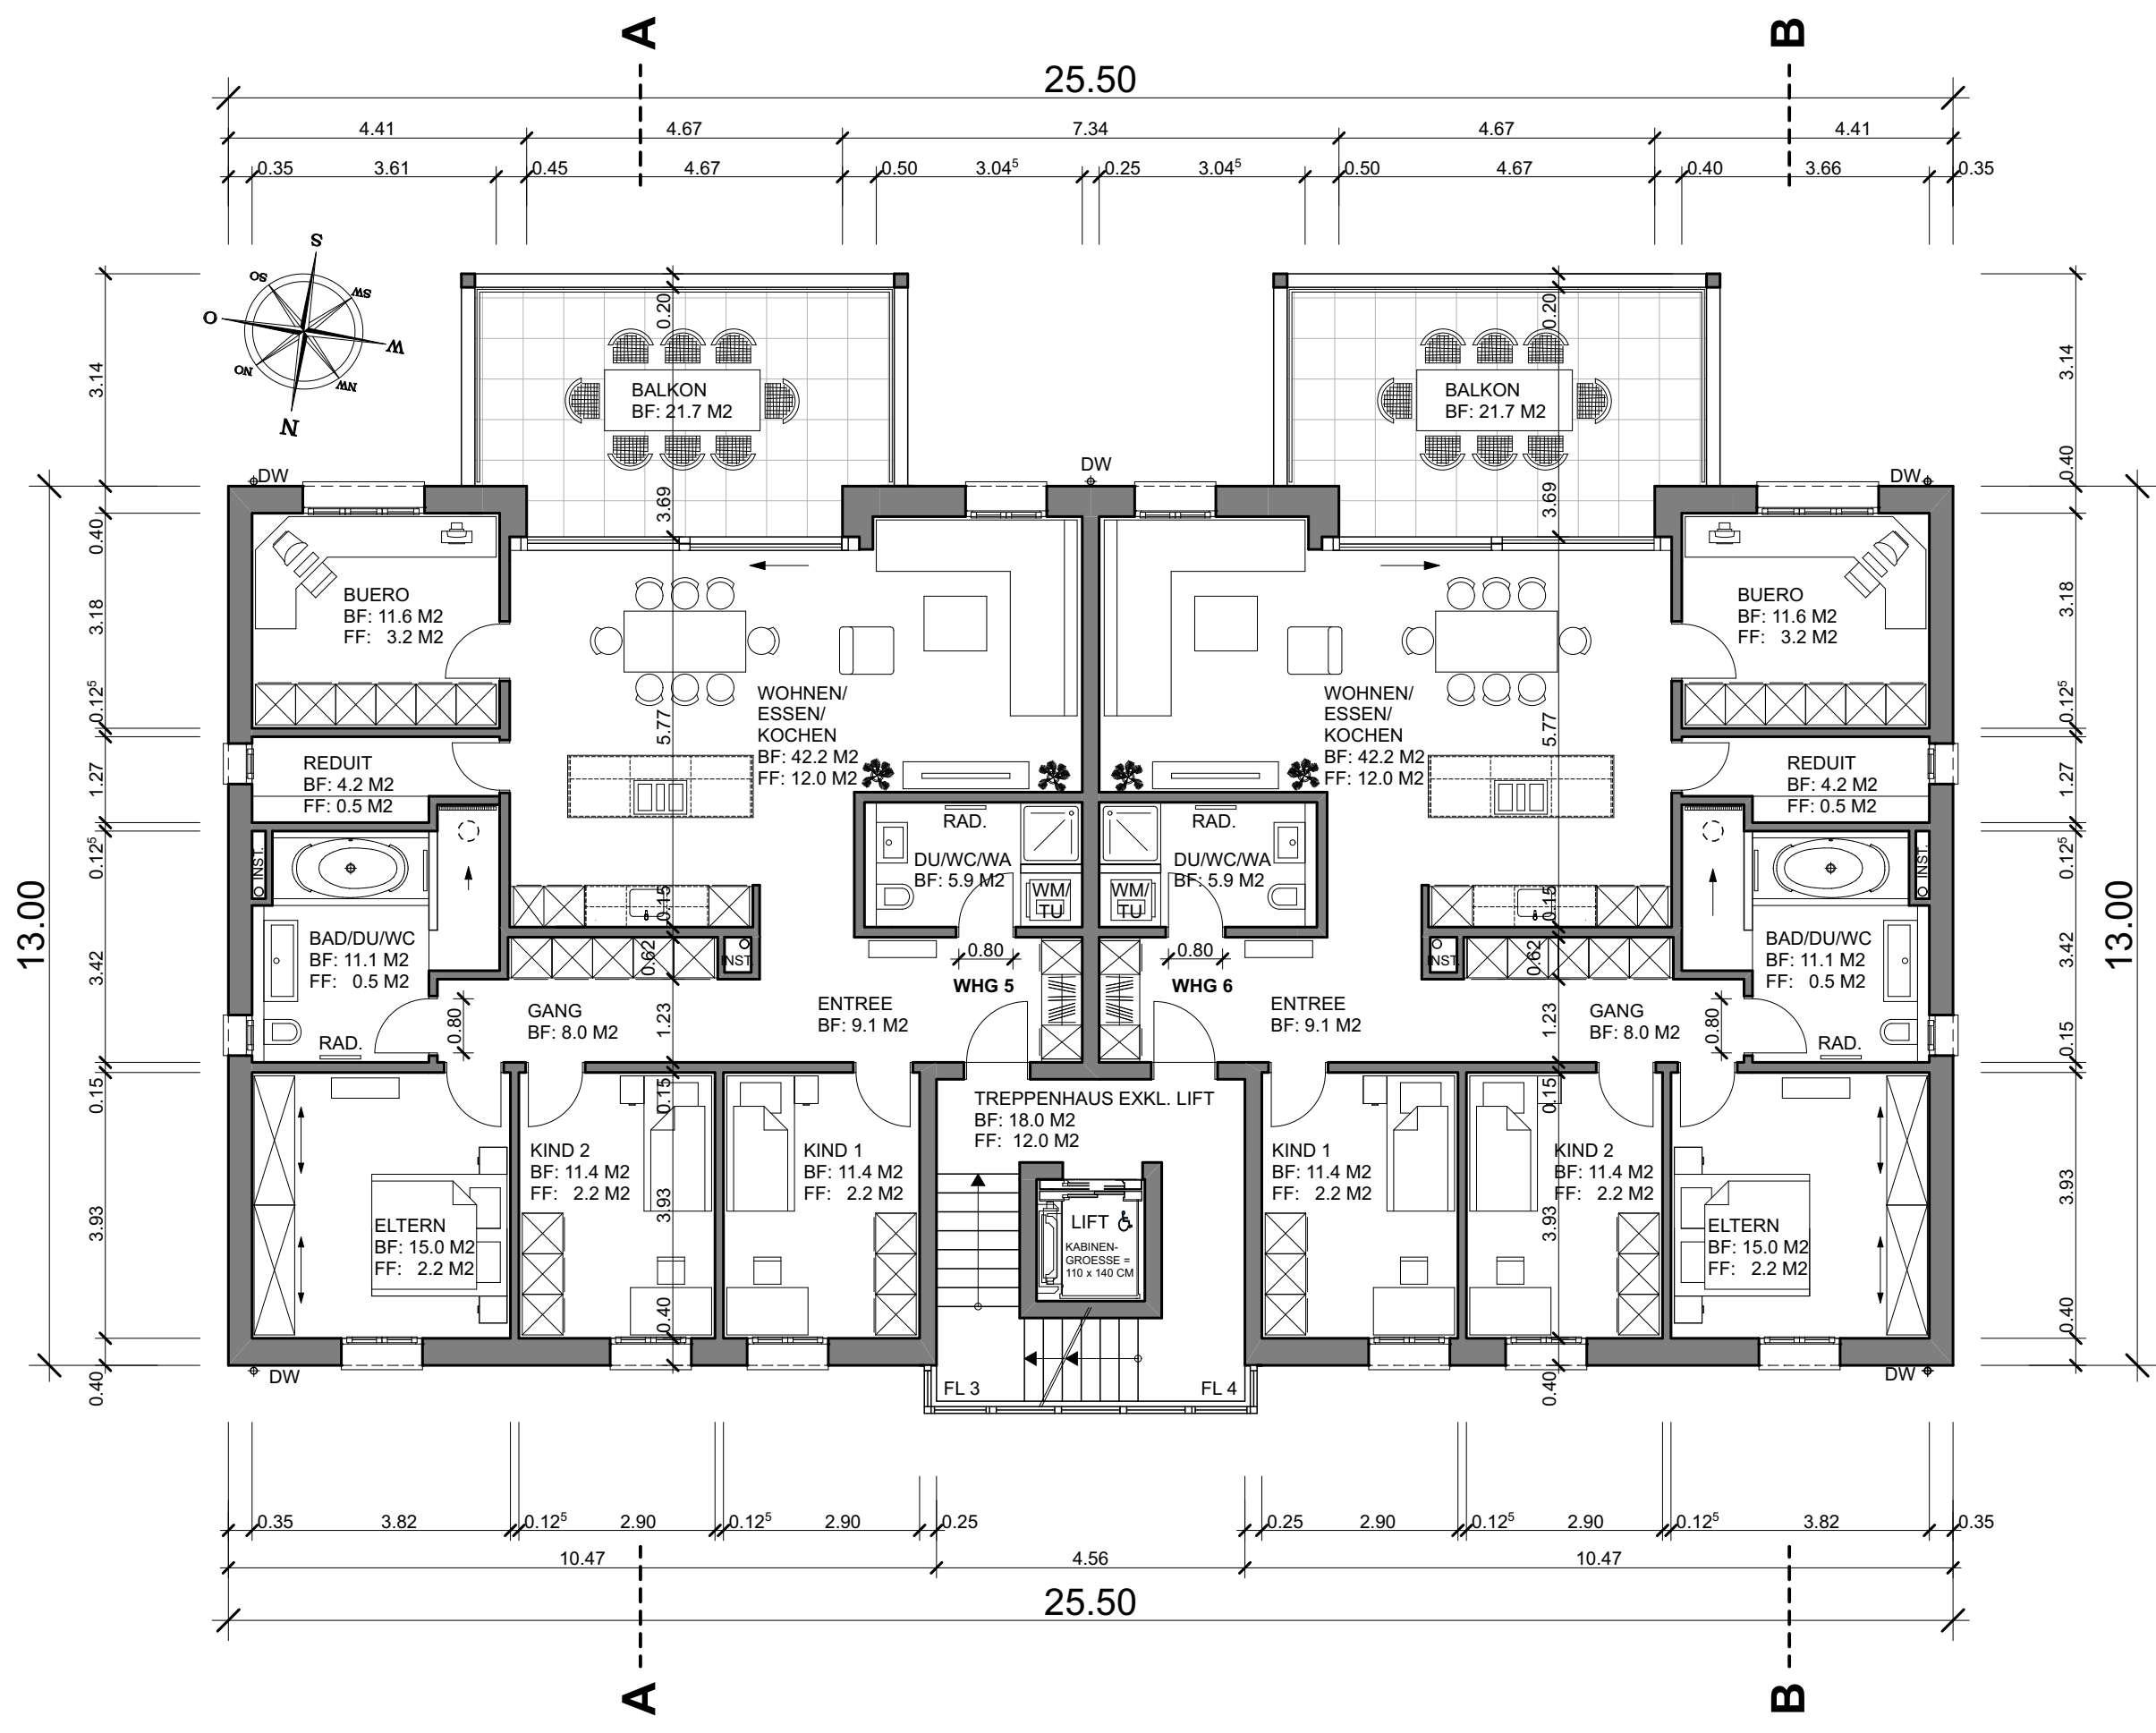 A
B
25.50
4.41
4.67
7.34
4.67
4.41
0.35
3.61
0.45
4.67
0.50
3.04⁵
0.25
3.04⁵
0.50
4.67
0.40
3.66
0.35
S
SO
SW
O
W
NO
NW
N
3.14
0.40
3.18
0.12⁵
1.27
0.12⁵
3.42
0.15
3.93
0.40
13.00
0.20
BALKON
BF: 21.7 M2
3.69
0.20
BALKON
BF: 21.7 M2
3.69
3.14
0.40
3.18
0.12⁵
1.27
0.12⁵
3.42
0.15
3.93
0.40
13.00
DW
DW
DW
BUERO
BF: 11.6 M2
FF: 3.2 M2
WOHNEN/
ESSEN/
KOCHEN
BF: 42.2 M2
FF: 12.0 M2
5.77
WOHNEN/
ESSEN/
KOCHEN
BF: 42.2 M2
FF: 12.0 M2
5.77
BUERO
BF: 11.6 M2
FF: 3.2 M2
REDUIT
BF: 4.2 M2
FF: 0.5 M2
REDUIT
BF: 4.2 M2
FF: 0.5 M2
RAD.
DU/WC/WA
BF: 5.9 M2
WM/
TU
RAD.
DU/WC/WA
BF: 5.9 M2
WM/
TU
INST.
INST.
BAD/DU/WC
BF: 11.1 M2
FF: 0.5 M2
RAD.
0.80
0.15
0.62
INST.
GANG
BF: 8.0 M2
1.23
ENTREE
BF: 9.1 M2
0.80
WHG 5
0.80
WHG 6
ENTREE
BF: 9.1 M2
INST.
0.15
0.62
1.23
GANG
BF: 8.0 M2
0.80
BAD/DU/WC
BF: 11.1 M2
FF: 0.5 M2
RAD.
TREPPENHAUS EXKL. LIFT
BF: 18.0 M2
FF: 12.0 M2
ELTERN
BF: 15.0 M2
FF: 2.2 M2
KIND 2
BF: 11.4 M2
FF: 2.2 M2
0.15
3.93
0.40
KIND 1
BF: 11.4 M2
FF: 2.2 M2
LIFT
KABINEN-
GROESSE =
110 x 140 CM
KIND 1
BF: 11.4 M2
FF: 2.2 M2
KIND 2
BF: 11.4 M2
FF: 2.2 M2
0.15
3.93
0.40
ELTERN
BF: 15.0 M2
FF: 2.2 M2
DW
FL 3
FL 4
DW
0.35
3.82
0.12⁵
2.90
0.12⁵
2.90
0.25
0.25
2.90
0.12⁵
2.90
0.12⁵
3.82
0.35
10.47
4.56
10.47
25.50
A
B